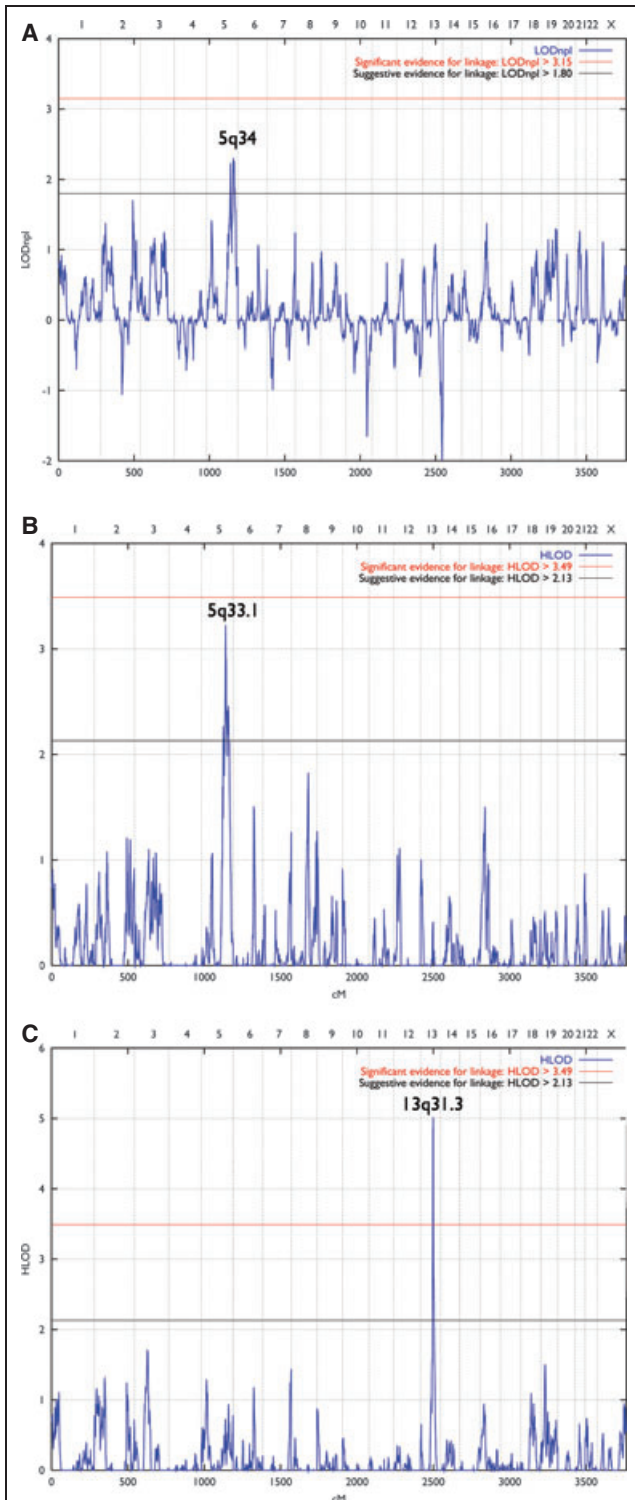 A
1 2 3 4 5 6 7 8 9 10 11 12 13 14 15 16 17 18 19 20 2122 X
4
LODnpl
Significant evidence for linkage: LODnpl > 3.15
Suggestive evidence for linkage: LODnpl > 1.80
3
5q34
2
1
LODnpl
0
-1
-2
0 500 1000 1500 2000 2500 3000 3500
B
1 2 3 4 5 6 7 8 9 10 11 12 13 14 15 16 17 18 19 20 2122 X
4
HLOD
Significant evidence for linkage: HLOD > 3.49
Suggestive evidence for linkage: HLOD > 2.13
5q33.1
3
2
1
0
0 500 1000 1500 2000 2500 3000 3500
cM
C
1 2 3 4 5 6 7 8 9 10 11 12 13 14 15 16 17 18 19 20 2122 X
6
HLOD
Significant evidence for linkage: HLOD > 3.49
Suggestive evidence for linkage: HLOD > 2.13
13q31.3
5
4
3
HLOD
2
1
0
0 500 1000 1500 2000 2500 3000 3500
cM